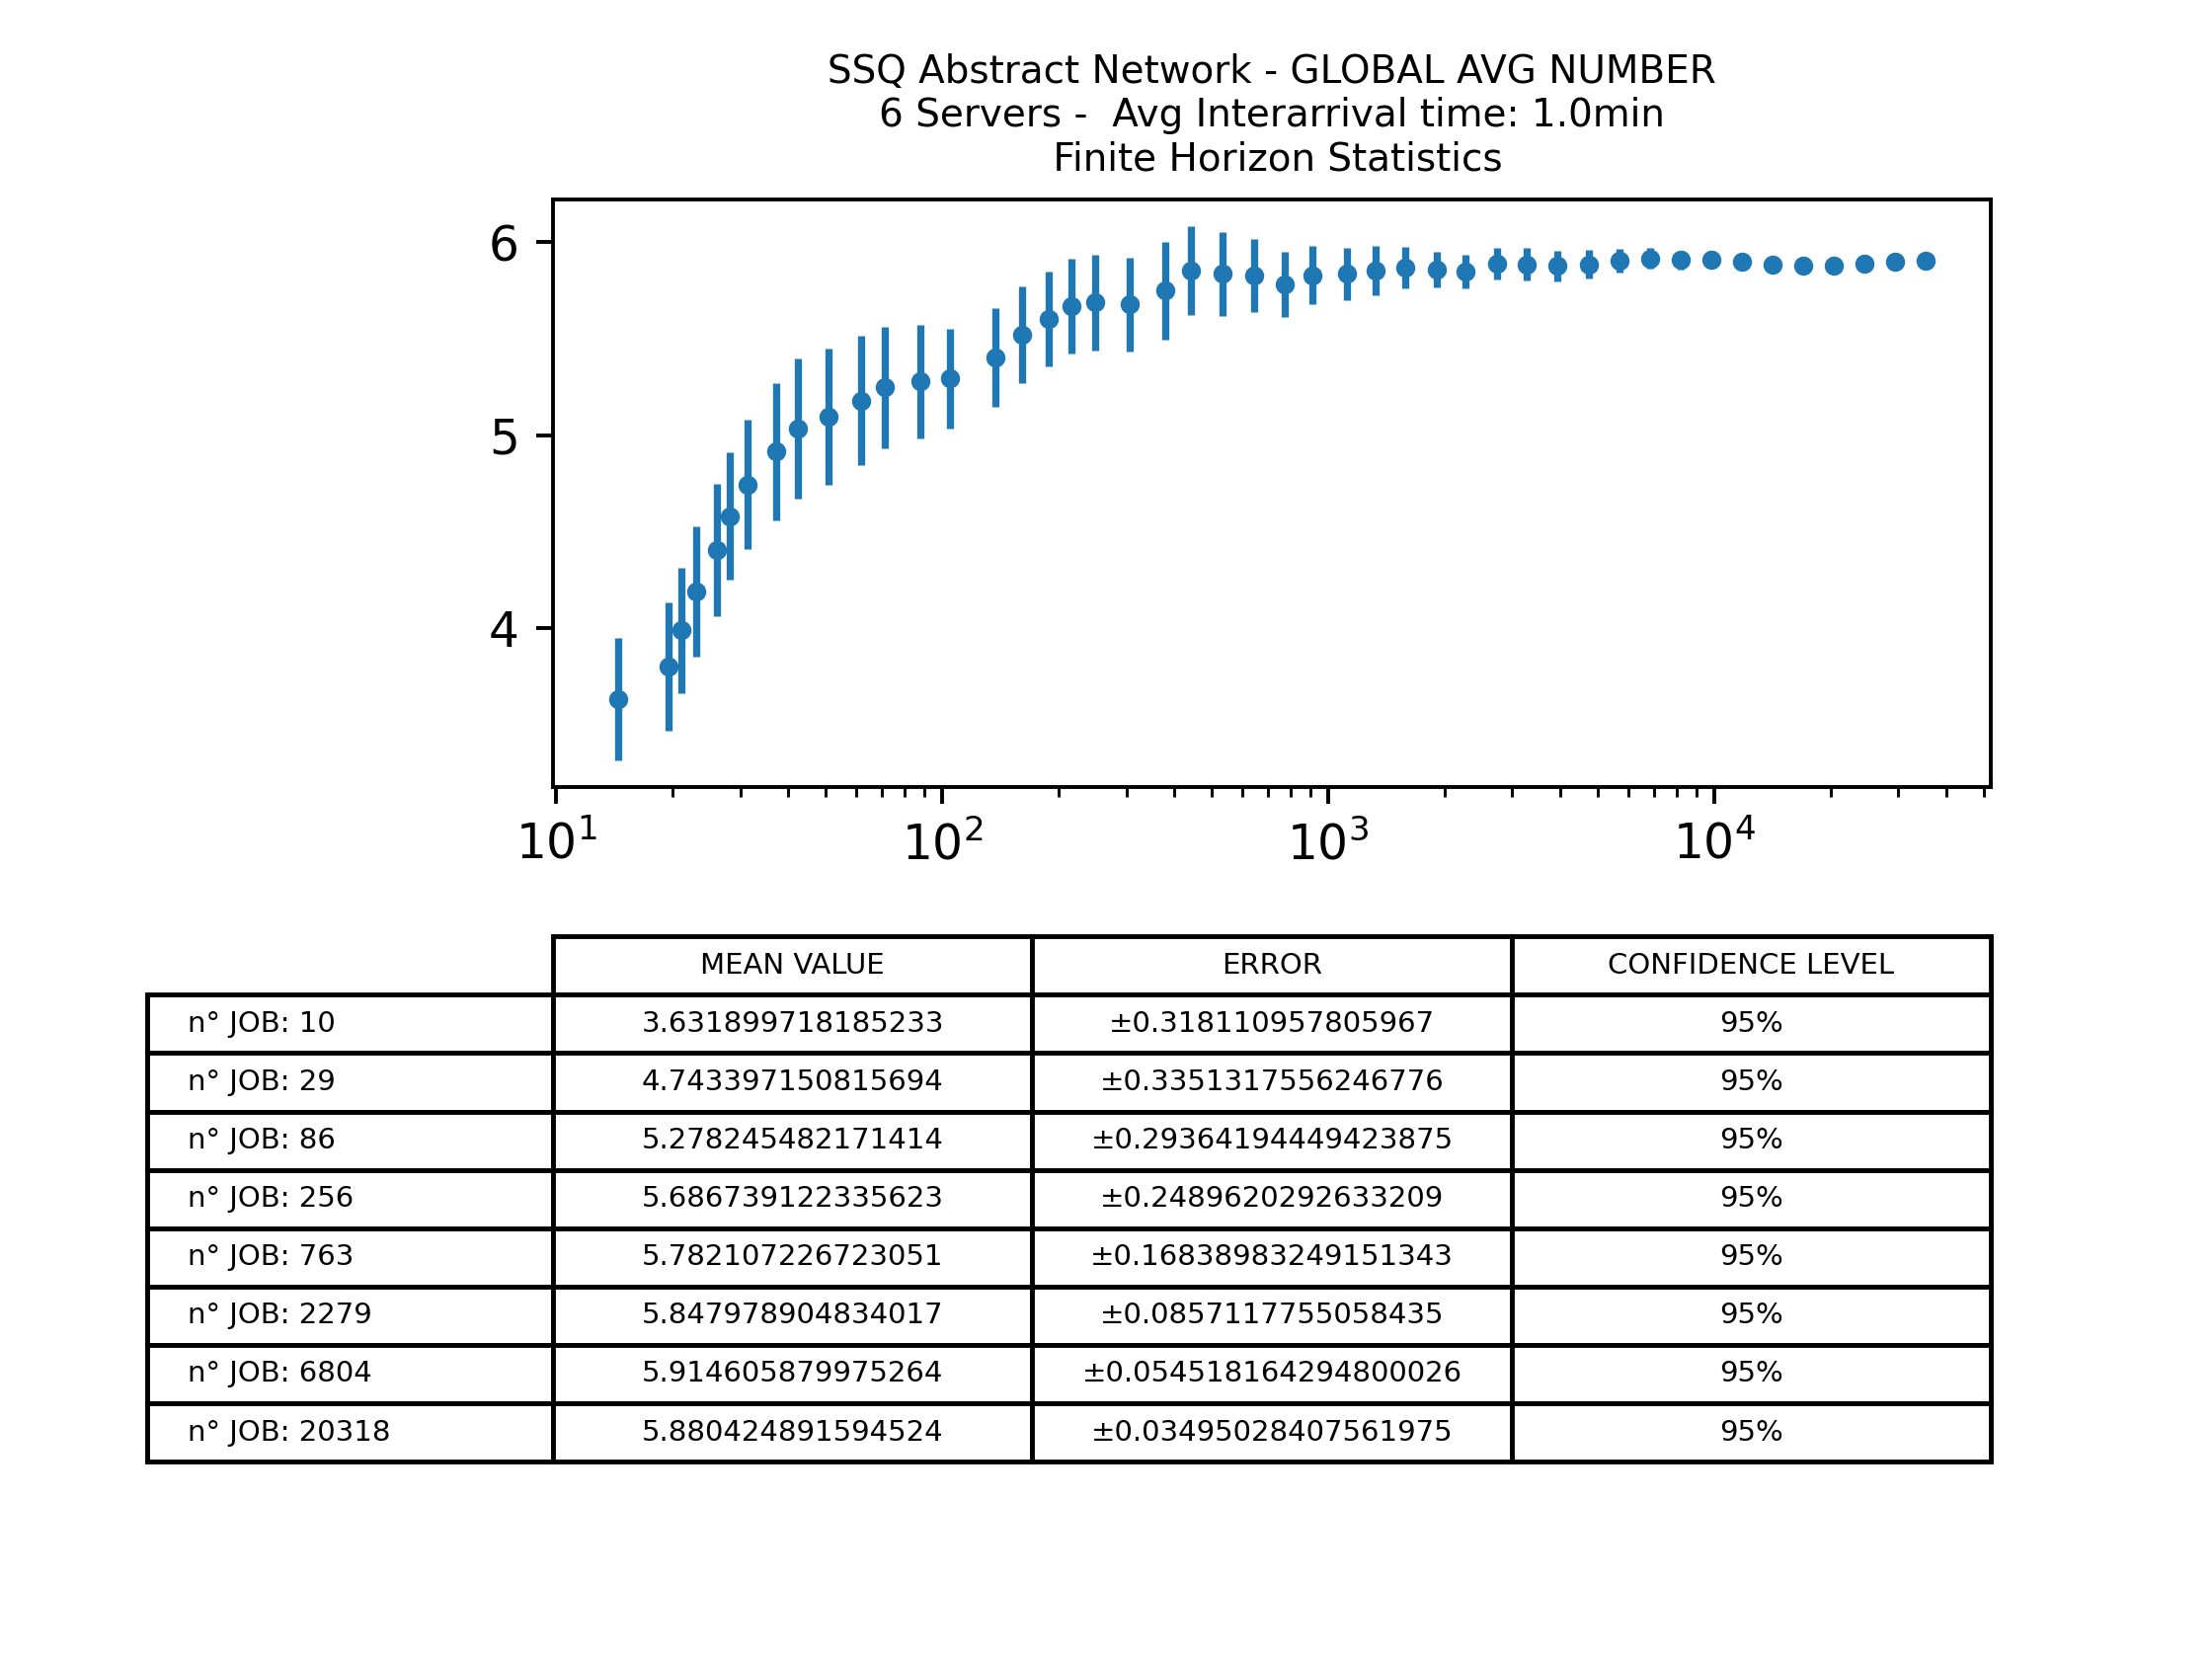 SSQ Abstract Network - GLOBAL AVG NUMBER
6 Servers -  Avg Interarrival time: 1.0min
Finite Horizon Statistics
6
5
4
10¹ 10² 10³ 10⁴
MEAN VALUE ERROR CONFIDENCE LEVEL
n° JOB: 10 3.631899718185233 ±0.318110957805967 95%
n° JOB: 29 4.743397150815694 ±0.3351317556246776 95%
n° JOB: 86 5.278245482171414 ±0.29364194449423875 95%
n° JOB: 256 5.686739122335623 ±0.2489620292633209 95%
n° JOB: 763 5.782107226723051 ±0.16838983249151343 95%
n° JOB: 2279 5.847978904834017 ±0.0857117755058435 95%
n° JOB: 6804 5.914605879975264 ±0.054518164294800026 95%
n° JOB: 20318 5.880424891594524 ±0.03495028407561975 95%